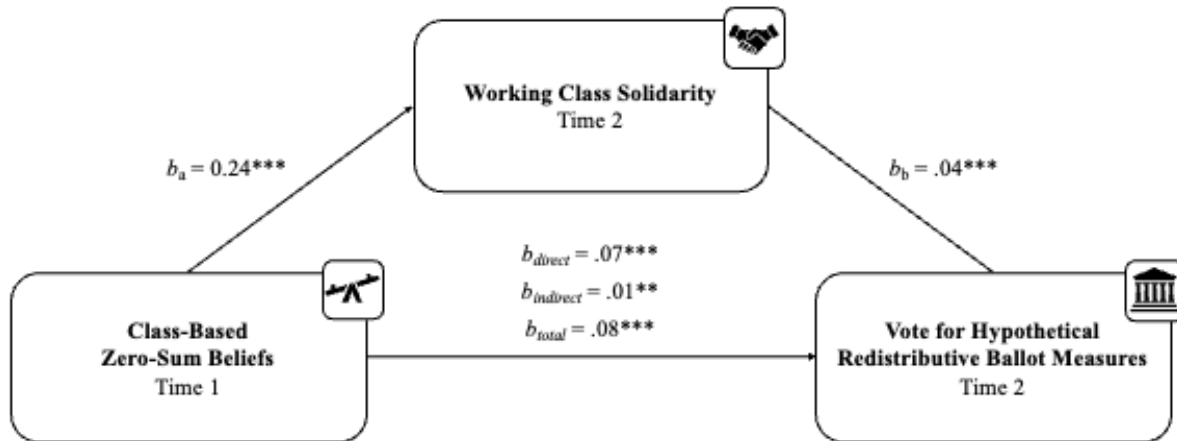 Working Class Solidarity
Time 2
b_a = 0.24***
b_b = .04***
b_direct = .07***
b_indirect = .01**
b_total = .08***
Class-Based
Zero-Sum Beliefs
Time 1
Vote for Hypothetical
Redistributive Ballot Measures
Time 2